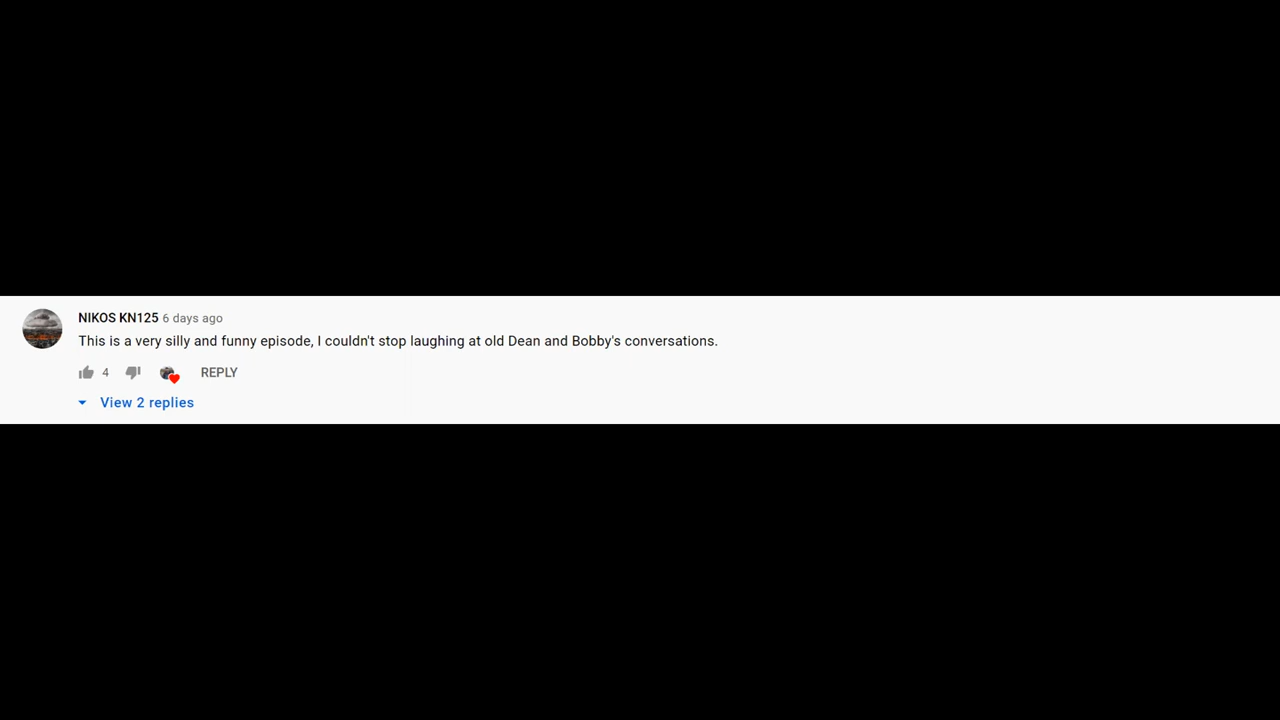 NIKOS KN125 6 days ago
This is a very silly and funny episode, I couldn't stop laughing at old Dean and Bobby's conversations.
4 REPLY
View 2 replies